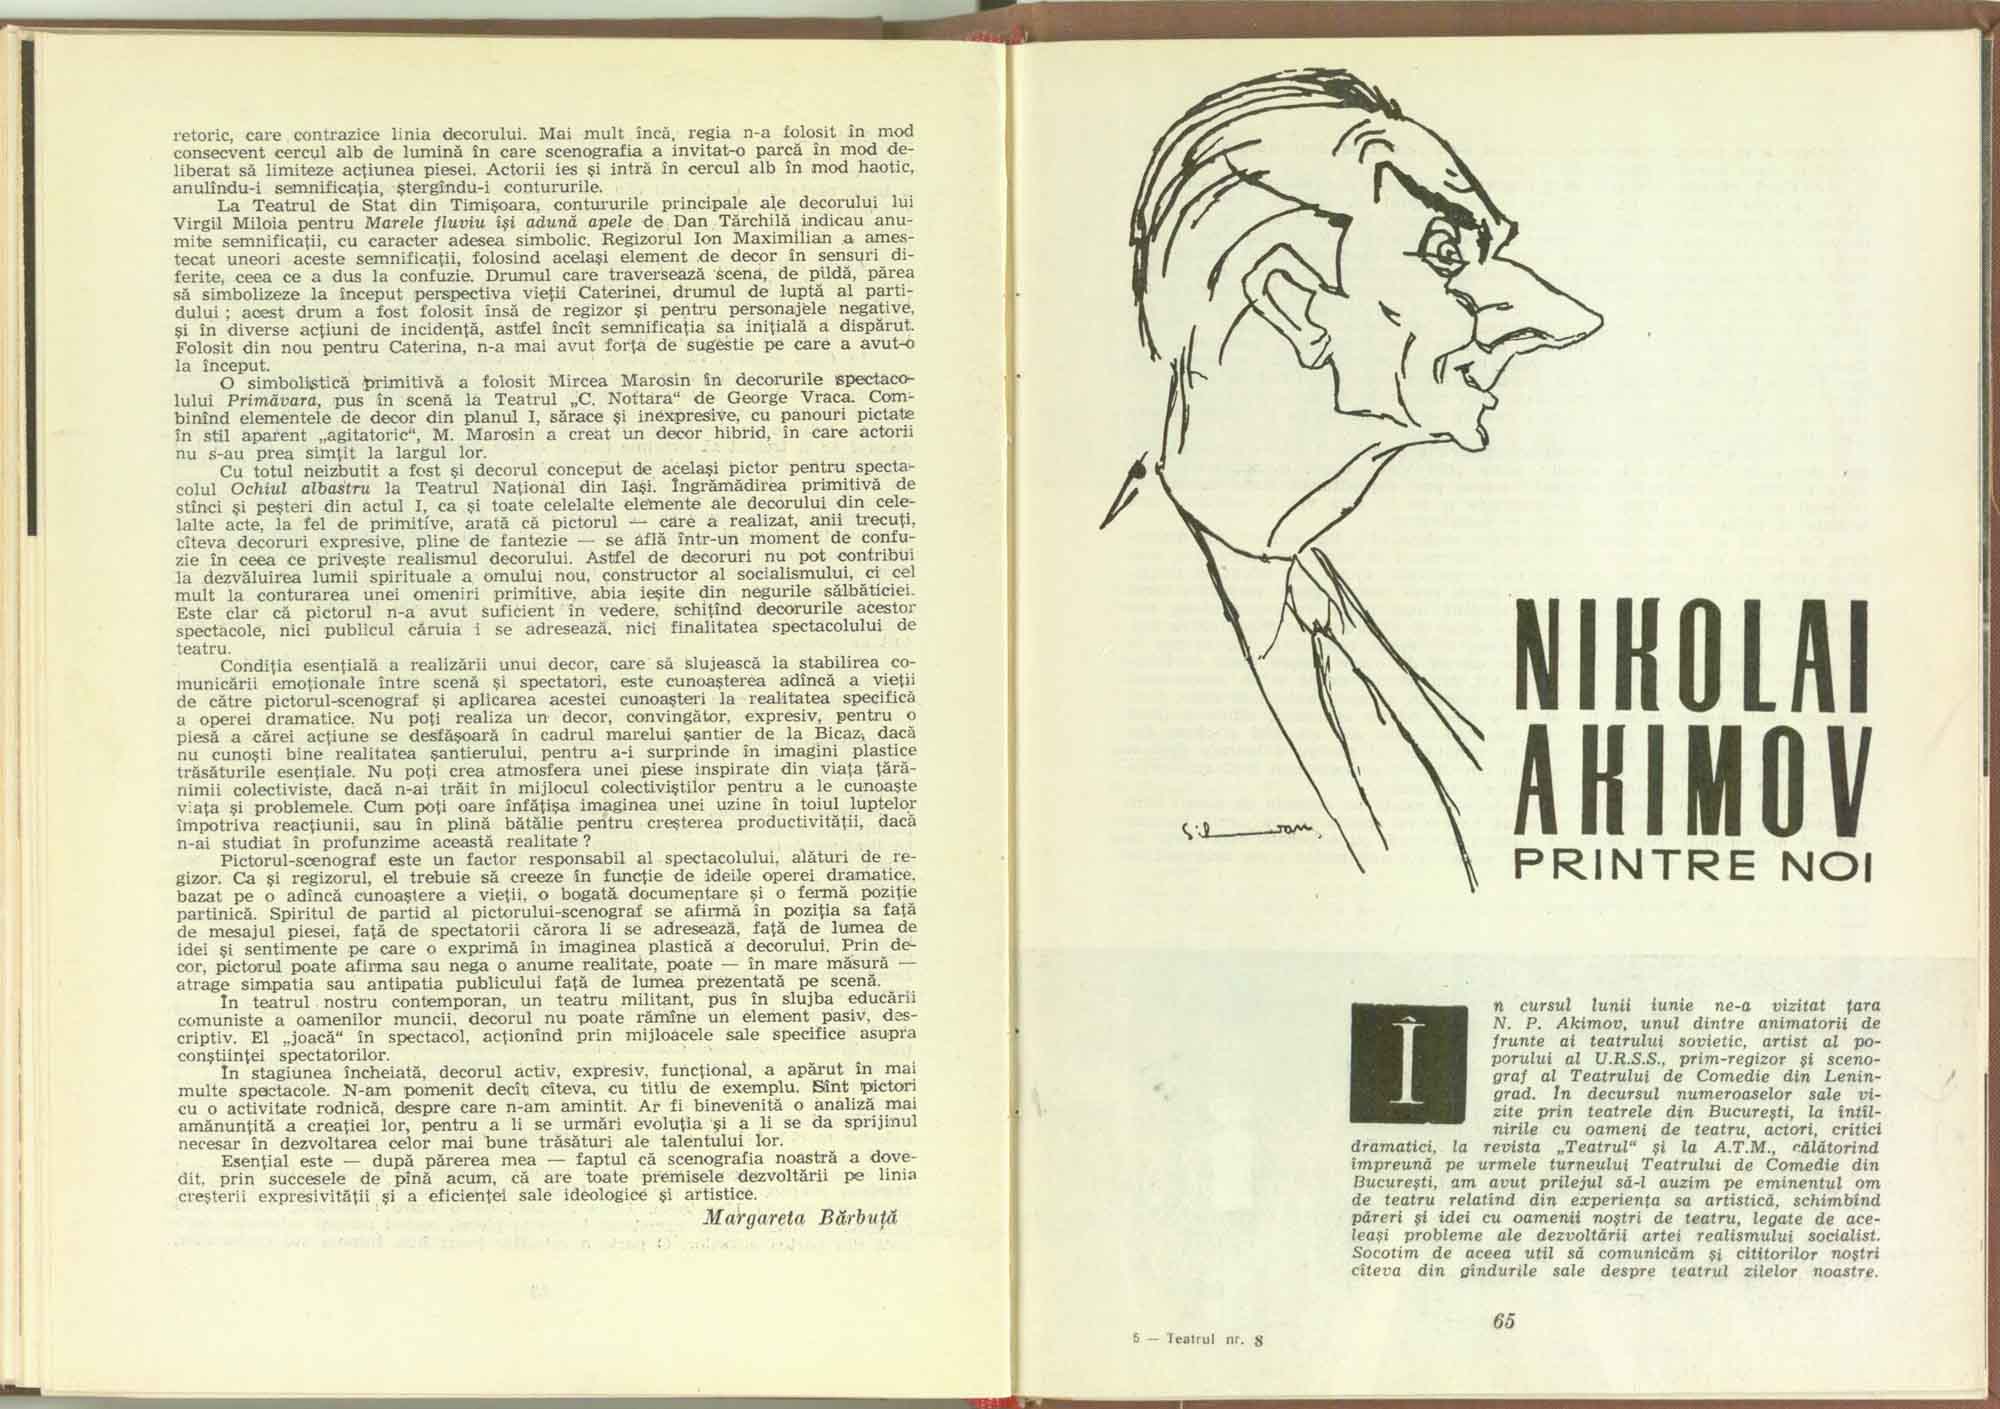 retoric, care contrazice linia decorului. Mai mult încă, regia n-a folosit în mod
consecvent cercul alb de lumină în care scenografia a invitat-o parcă în mod de-
liberat să limiteze acțiunea piesei. Actorii ies și intră în cercul alb în mod haotic,
anulîndu-i semnificația, ștergîndu-i contururile.
La Teatrul de Stat din Timișoara, contururile principale ale decorului lui
Virgil Miloia pentru Marele fluviu își adună apele de Dan Tărchilă indicau anu-
mite semnificații, cu caracter adesea simbolic. Regizorul Ion Maximilian a ames-
tecat uneori aceste semnificații, folosind același element de decor în sensuri di-
ferite, ceea ce a dus la confuzie. Drumul care traversează scena, de pildă, părea
să simbolizeze la început perspectiva vieții Caterinei, drumul de luptă al parti-
dului ; acest drum a fost folosit însă de regizor și pentru personajele negative,
și în diverse acțiuni de incidență, astfel încît semnificația sa inițială a dispărut.
Folosit din nou pentru Caterina, n-a mai avut forța de sugestie pe care a avut-o
la început.
O simbolistică primitivă a folosit Mircea Marosin în decorurile spectaco-
lului Primăvara, pus în scenă la Teatrul „C. Nottara“ de George Vraca. Com-
binînd elementele de decor din planul I, sărace și inexpresive, cu panouri pictate
în stil aparent „agitatoric“, M. Marosin a creat un decor hibrid, în care actorii
nu s-au prea simțit la largul lor.
Cu totul neizbutit a fost și decorul conceput de același pictor pentru specta-
colul Ochiul albastru la Teatrul Național din Iași. Îngrămădirea primitivă de
stînci și peșteri din actul I, ca și toate celelalte elemente ale decorului din cele-
lalte acte, la fel de primitive, arată că pictorul — care a realizat, anii trecuți,
cîteva decoruri expresive, pline de fantezie — se află într-un moment de confu-
zie în ceea ce privește realismul decorului. Astfel de decoruri nu pot contribui
la dezvăluirea lumii spirituale a omului nou, constructor al socialismului, ci cel
mult la conturarea unei omeniri primitive, abia ieșite din negurile sălbăticiei.
Este clar că pictorul n-a avut suficient în vedere, schițînd decorurile acestor
spectacole, nici publicul căruia i se adresează, nici finalitatea spectacolului de
teatru.
Condiția esențială a realizării unui decor, care să slujească la stabilirea co-
municării emoționale între scenă și spectatori, este cunoașterea adîncă a vieții
de către pictorul-scenograf și aplicarea acestei cunoașteri la realitatea specifică
a operei dramatice. Nu poți realiza un decor, convingător, expresiv, pentru o
piesă a cărei acțiune se desfășoară în cadrul marelui șantier de la Bicaz, dacă
nu cunoști bine realitatea șantierului, pentru a-i surprinde în imagini plastice
trăsăturile esențiale. Nu poți crea atmosfera unei piese inspirate din viața țără-
nimii colectiviste, dacă n-ai trăit în mijlocul colectiviștilor pentru a le cunoaște
viața și problemele. Cum poți oare înfățișa imaginea unei uzine în toiul luptelor
împotriva reacțiunii, sau în plină bătălie pentru creșterea productivității, dacă
n-ai studiat în profunzime această realitate ?
Pictorul-scenograf este un factor responsabil al spectacolului, alături de re-
gizor. Ca și regizorul, el trebuie să creeze în funcție de ideile operei dramatice,
bazat pe o adîncă cunoaștere a vieții, o bogată documentare și o fermă poziție
partinică. Spiritul de partid al pictorului-scenograf se afirmă în poziția sa față
de mesajul piesei, față de spectatorii cărora li se adresează, față de lumea de
idei și sentimente pe care o exprimă în imaginea plastică a decorului. Prin de-
cor, pictorul poate afirma sau nega o anume realitate, poate — în mare măsură —
atrage simpatia sau antipatia publicului față de lumea prezentată pe scenă.
În teatrul nostru contemporan, un teatru militant, pus în slujba educării
comuniste a oamenilor muncii, decorul nu poate rămîne un element pasiv, des-
criptiv. El „joacă“ în spectacol, acționînd prin mijloacele sale specifice asupra
conștiinței spectatorilor.
În stagiunea încheiată, decorul activ, expresiv, funcțional, a apărut în mai
multe spectacole. N-am pomenit decît cîteva, cu titlu de exemplu. Sînt pictori
cu o activitate rodnică, despre care n-am amintit. Ar fi binevenită o analiză mai
amănunțită a creației lor, pentru a li se urmări evoluția și a li se da sprijinul
necesar în dezvoltarea celor mai bune trăsături ale talentului lor.
Esențial este — după părerea mea — faptul că scenografia noastră a dove-
dit, prin succesele de pînă acum, că are toate premisele dezvoltării pe linia
creșterii expresivității și a eficienței sale ideologice și artistice.
Margareta Bărbuță
NIKOLAI
AKIMOV
PRINTRE NOI
În cursul lunii iunie ne-a vizitat țara
N. P. Akimov, unul dintre animatorii de
frunte ai teatrului sovietic, artist al po-
porului al U.R.S.S., prim-regizor și sceno-
graf al Teatrului de Comedie din Lenin-
grad. În decursul numeroaselor sale vi-
zite prin teatrele din București, la întîl-
nirile cu oameni de teatru, actori, critici
dramatici, la revista „Teatrul“ și la A.T.M., călătorind
împreună pe urmele turneului Teatrului de Comedie din
București, am avut prilejul să-l auzim pe eminentul om
de teatru relatînd din experiența sa artistică, schimbînd
păreri și idei cu oamenii noștri de teatru, legate de ace-
leași probleme ale dezvoltării artei realismului socialist.
Socotim de aceea util să comunicăm și cititorilor noștri
cîteva din gîndurile sale despre teatrul zilelor noastre.
65
5 — Teatrul nr. 8